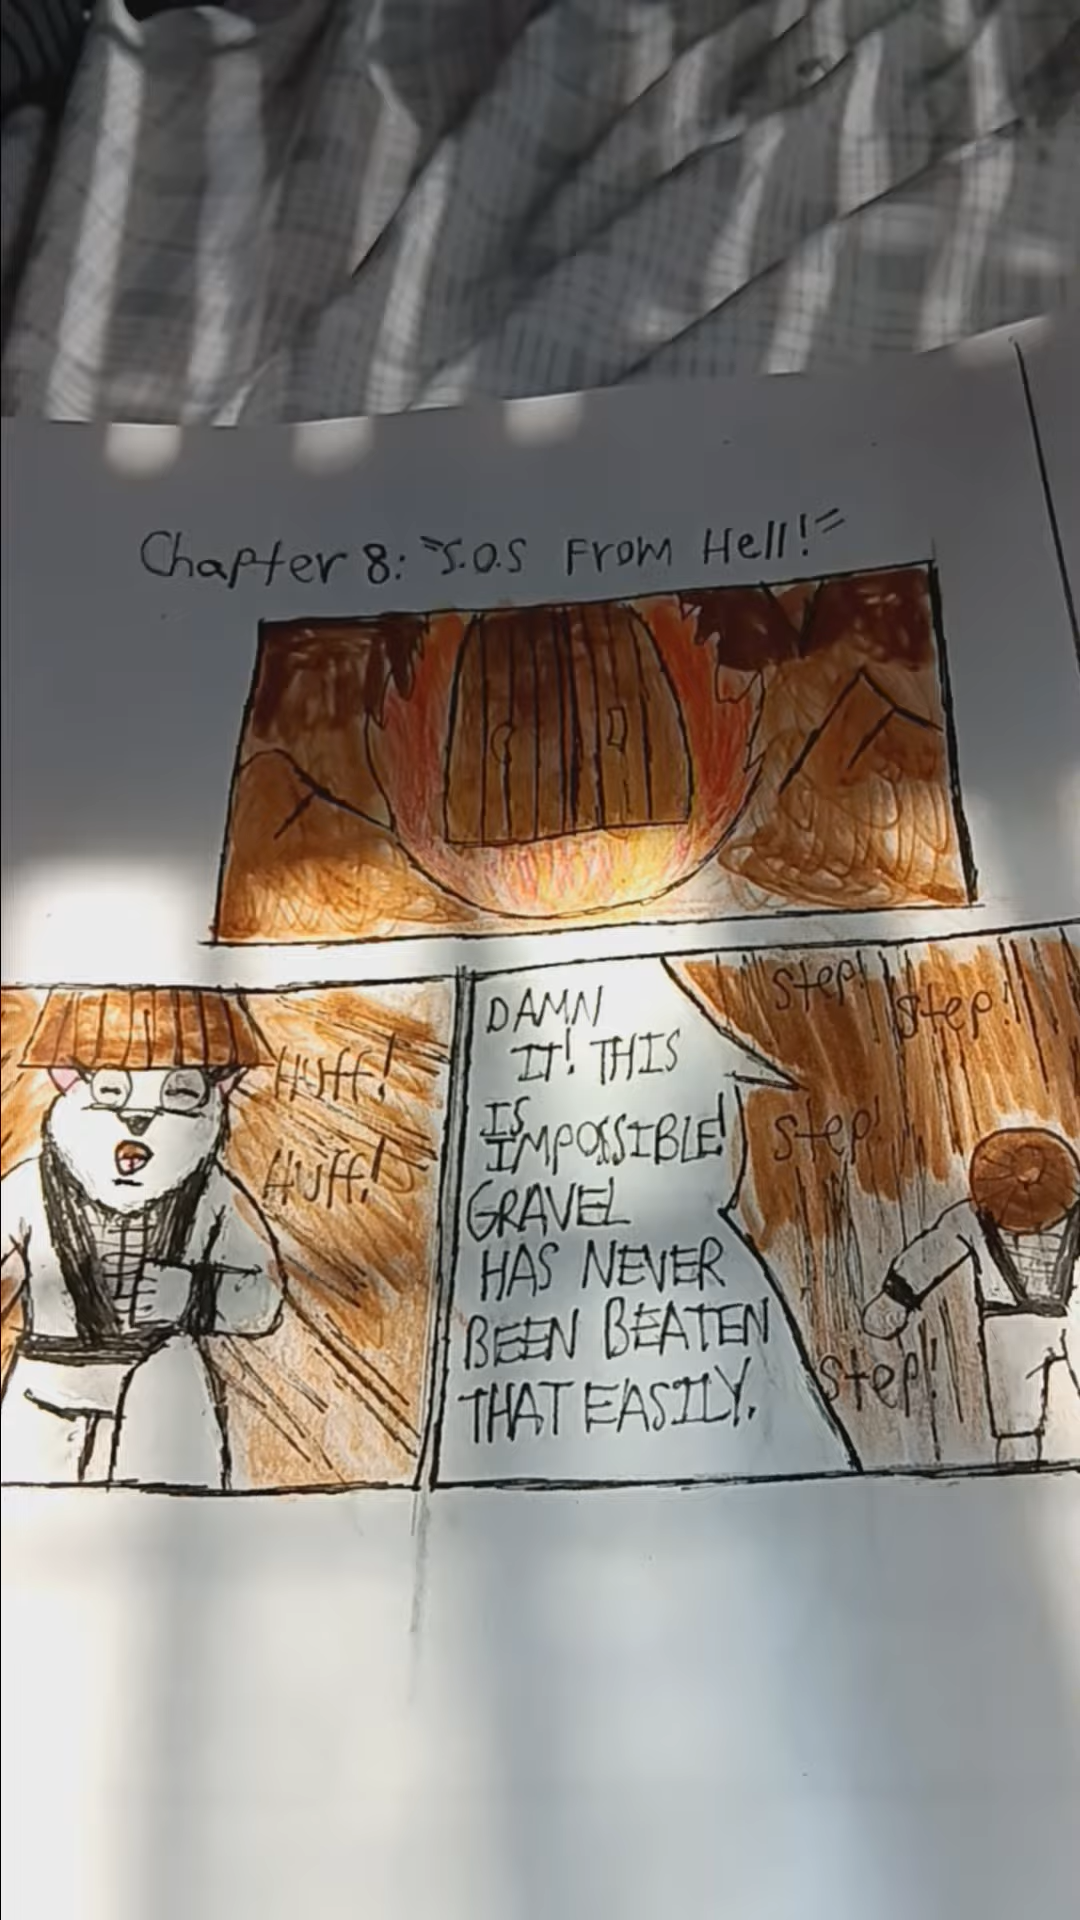 Chapter 8: "S.O.S From Hell!"
Huff!
Huff!
DAMN
IT! THIS
IS
IMPOSSIBLE!
GRAVEL
HAS NEVER
BEEN BEATEN
THAT EASILY.
Step!
Step!
Step!
Step!